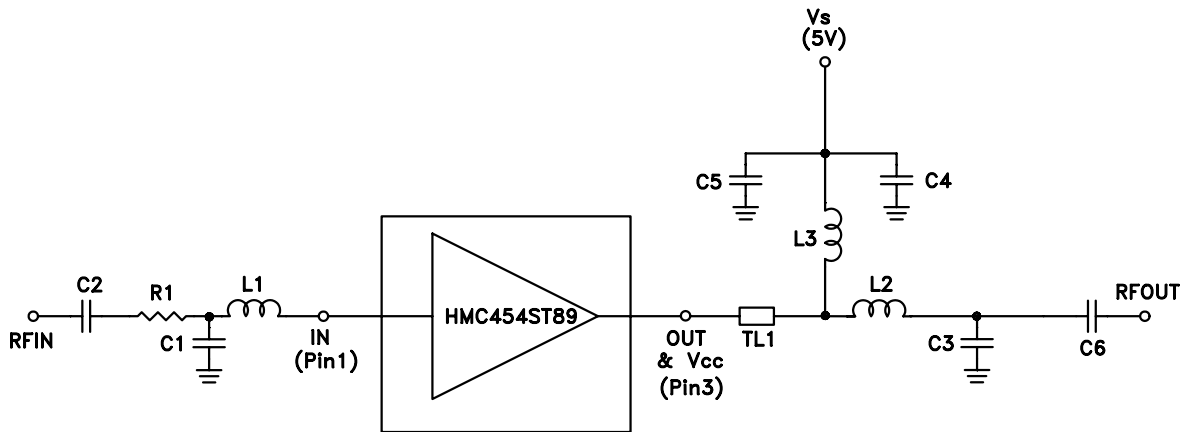 Vs
(5V)
C5
C4
L3
C2
R1
L1
L2
RFOUT
RFIN
C1
IN
(Pin1)
HMC454ST89
OUT
& Vcc
(Pin3)
TL1
C3
C6